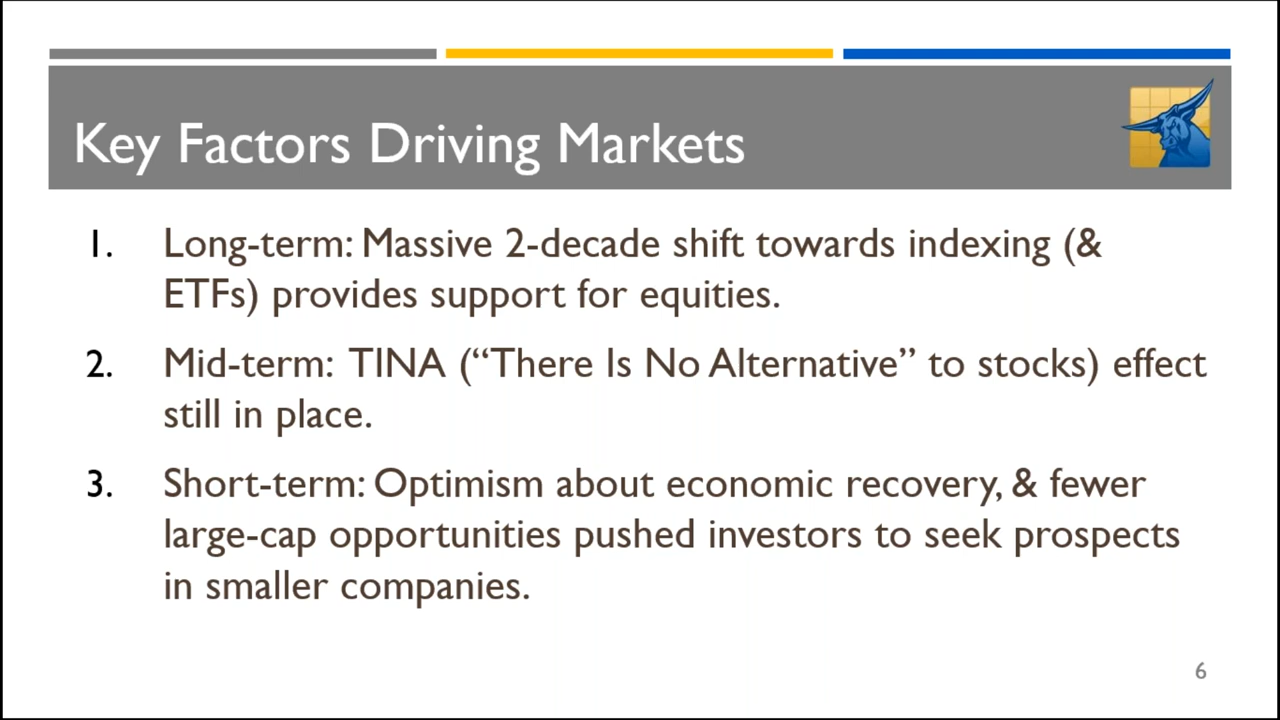 Key Factors Driving Markets
1. Long-term: Massive 2-decade shift towards indexing (&
ETFs) provides support for equities.
2. Mid-term: TINA (“There Is No Alternative” to stocks) effect
still in place.
3. Short-term: Optimism about economic recovery, & fewer
large-cap opportunities pushed investors to seek prospects
in smaller companies.
6